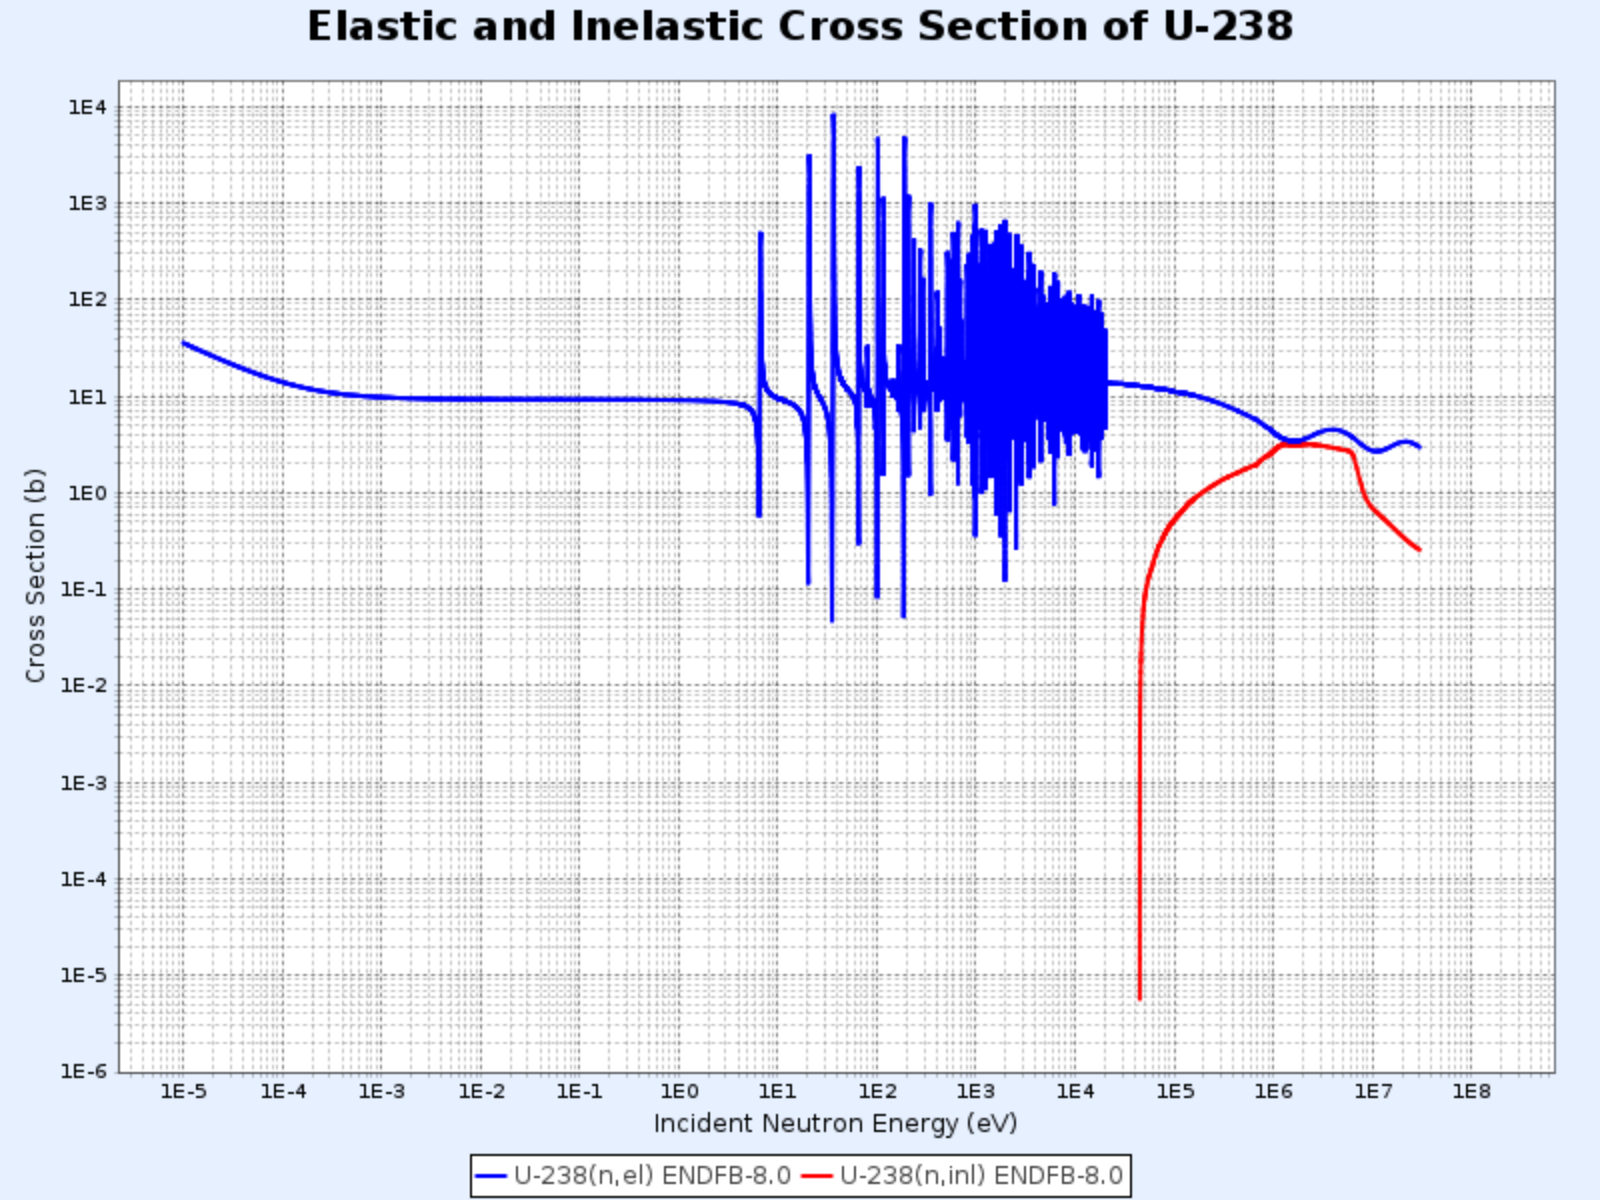 Elastic and Inelastic Cross Section of U-238
1E4
1E3
1E2
1E1
1E0
1E-1
1E-2
1E-3
1E-4
1E-5
1E-6
Cross Section (b)
1E-5 1E-4 1E-3 1E-2 1E-1 1E0 1E1 1E2 1E3 1E4 1E5 1E6 1E7 1E8
Incident Neutron Energy (eV)
U-238(n,el) ENDFB-8.0 U-238(n,inl) ENDFB-8.0